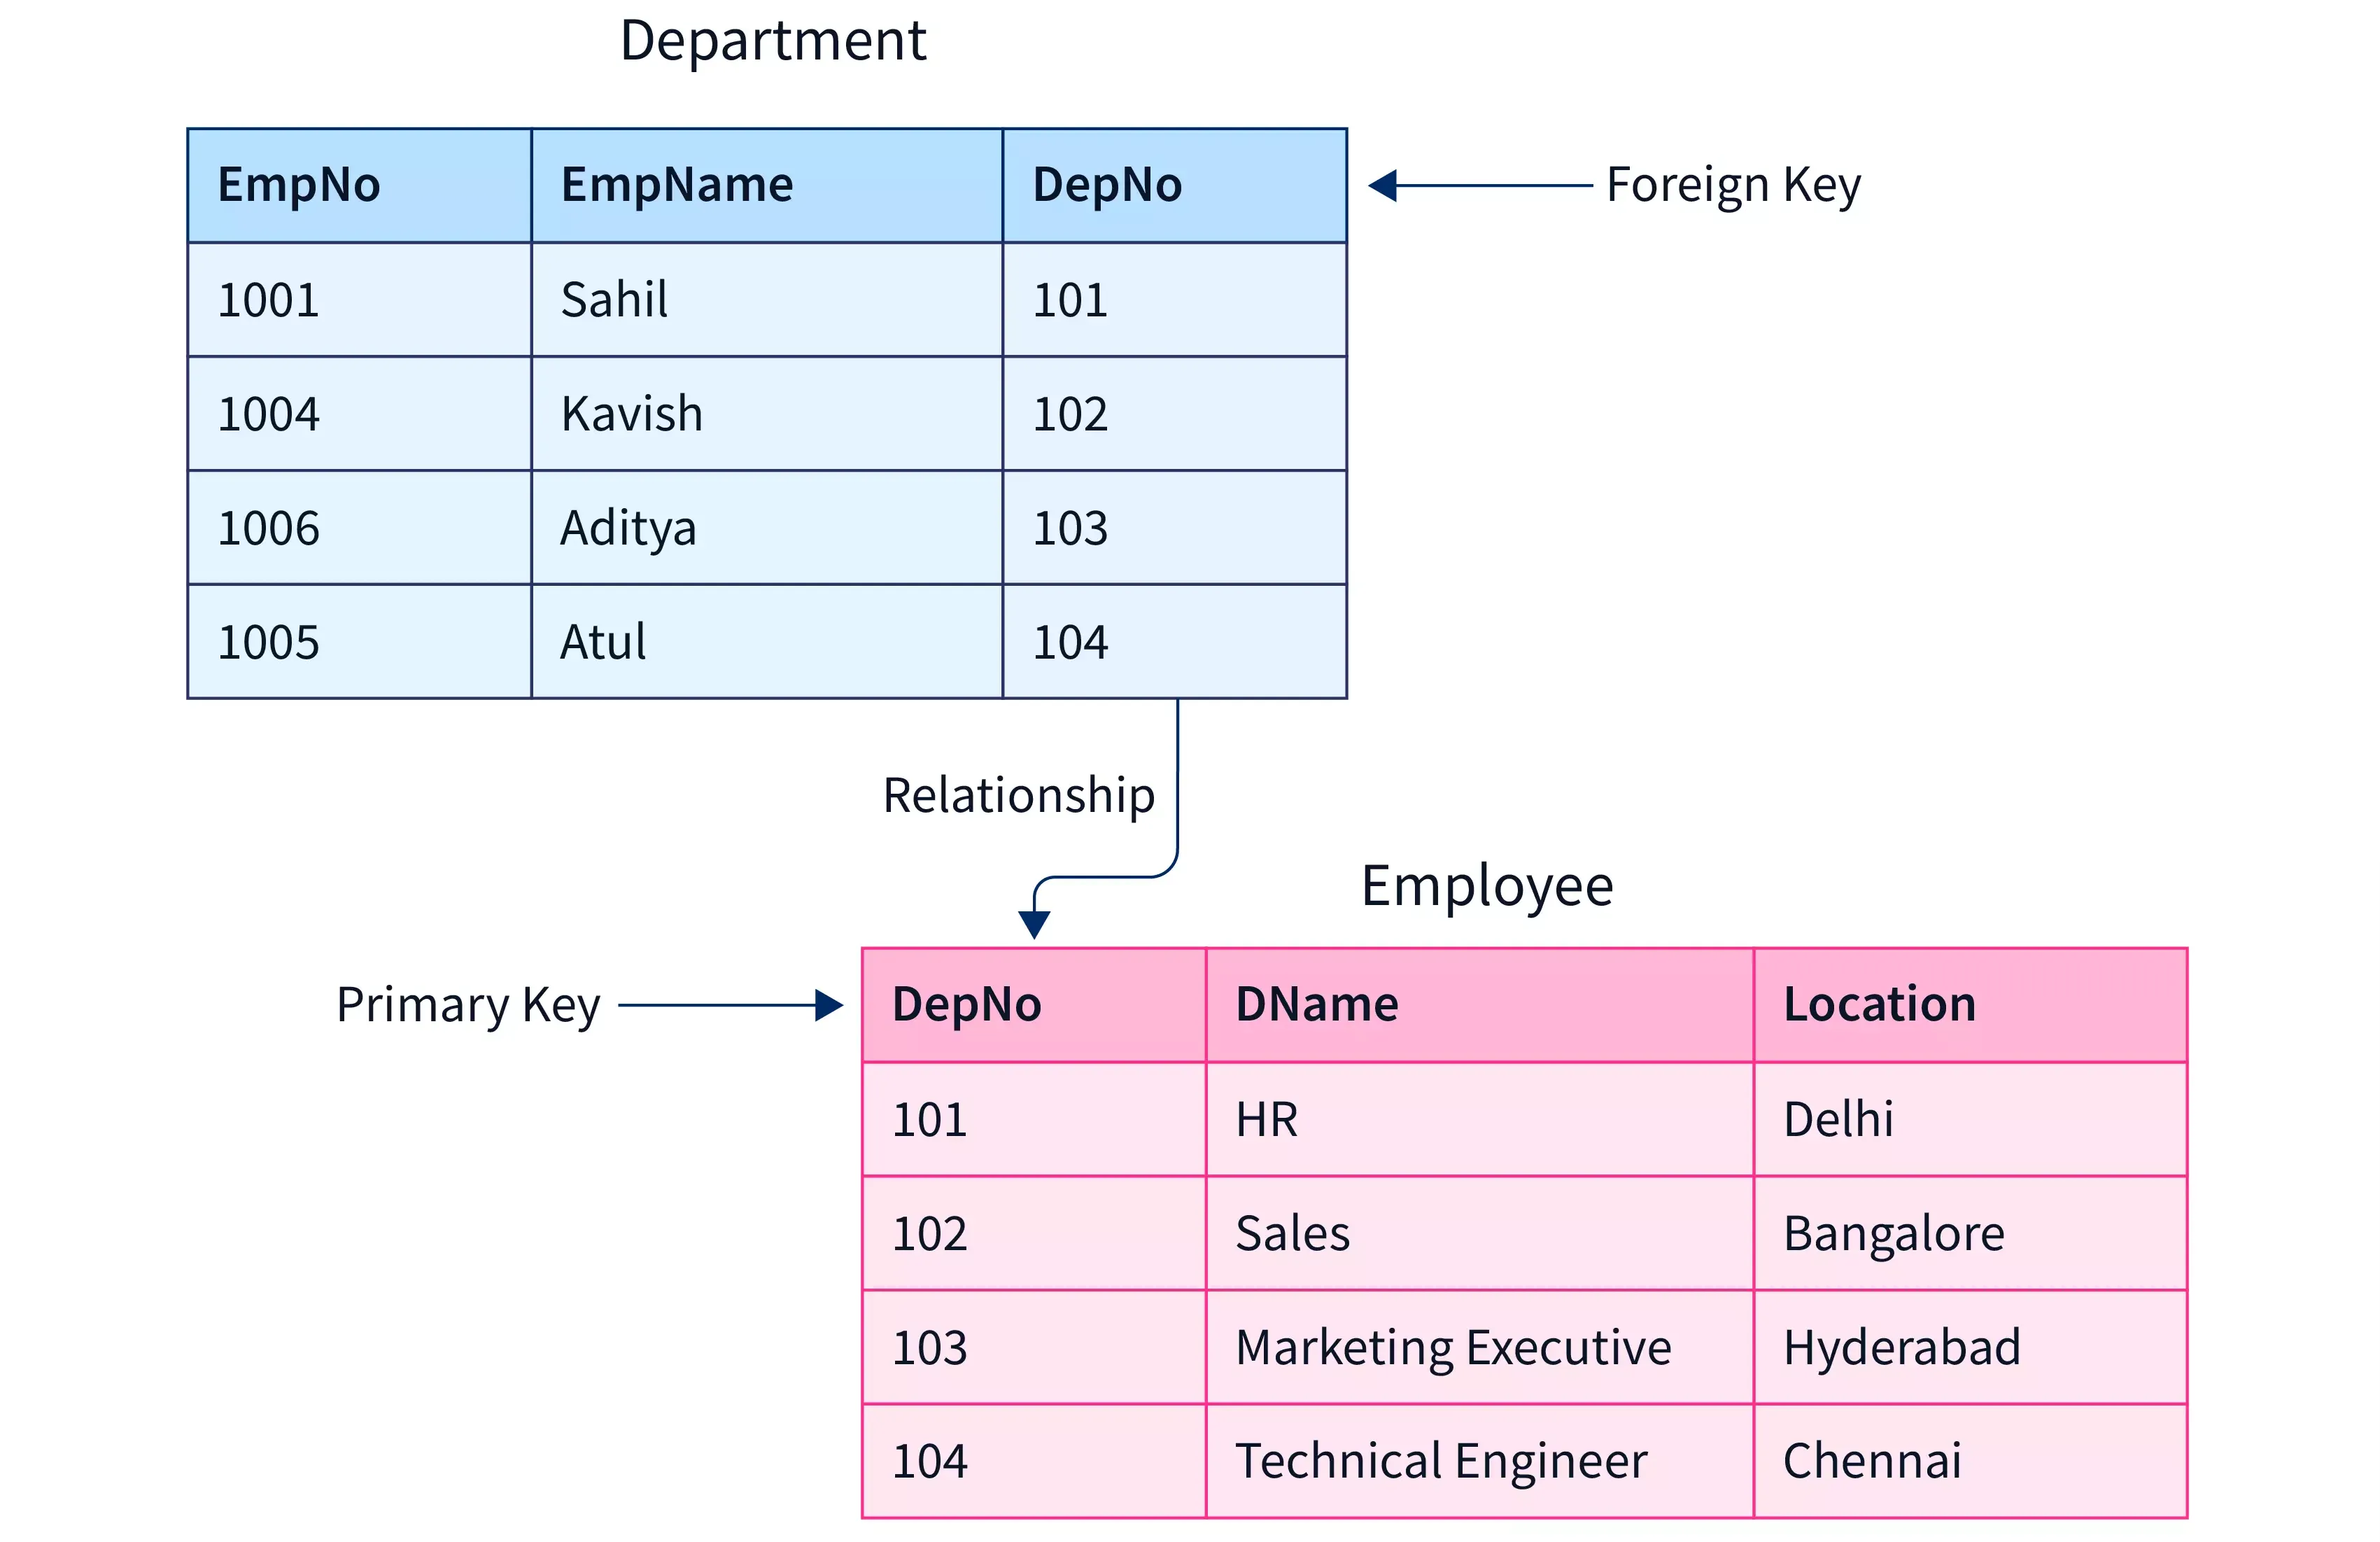 Department
EmpNo EmpName DepNo
Foreign Key
1001 Sahil 101
1004 Kavish 102
1006 Aditya 103
1005 Atul 104
Relationship
Employee
Primary Key
DepNo DName Location
101 HR Delhi
102 Sales Bangalore
103 Marketing Executive Hyderabad
104 Technical Engineer Chennai